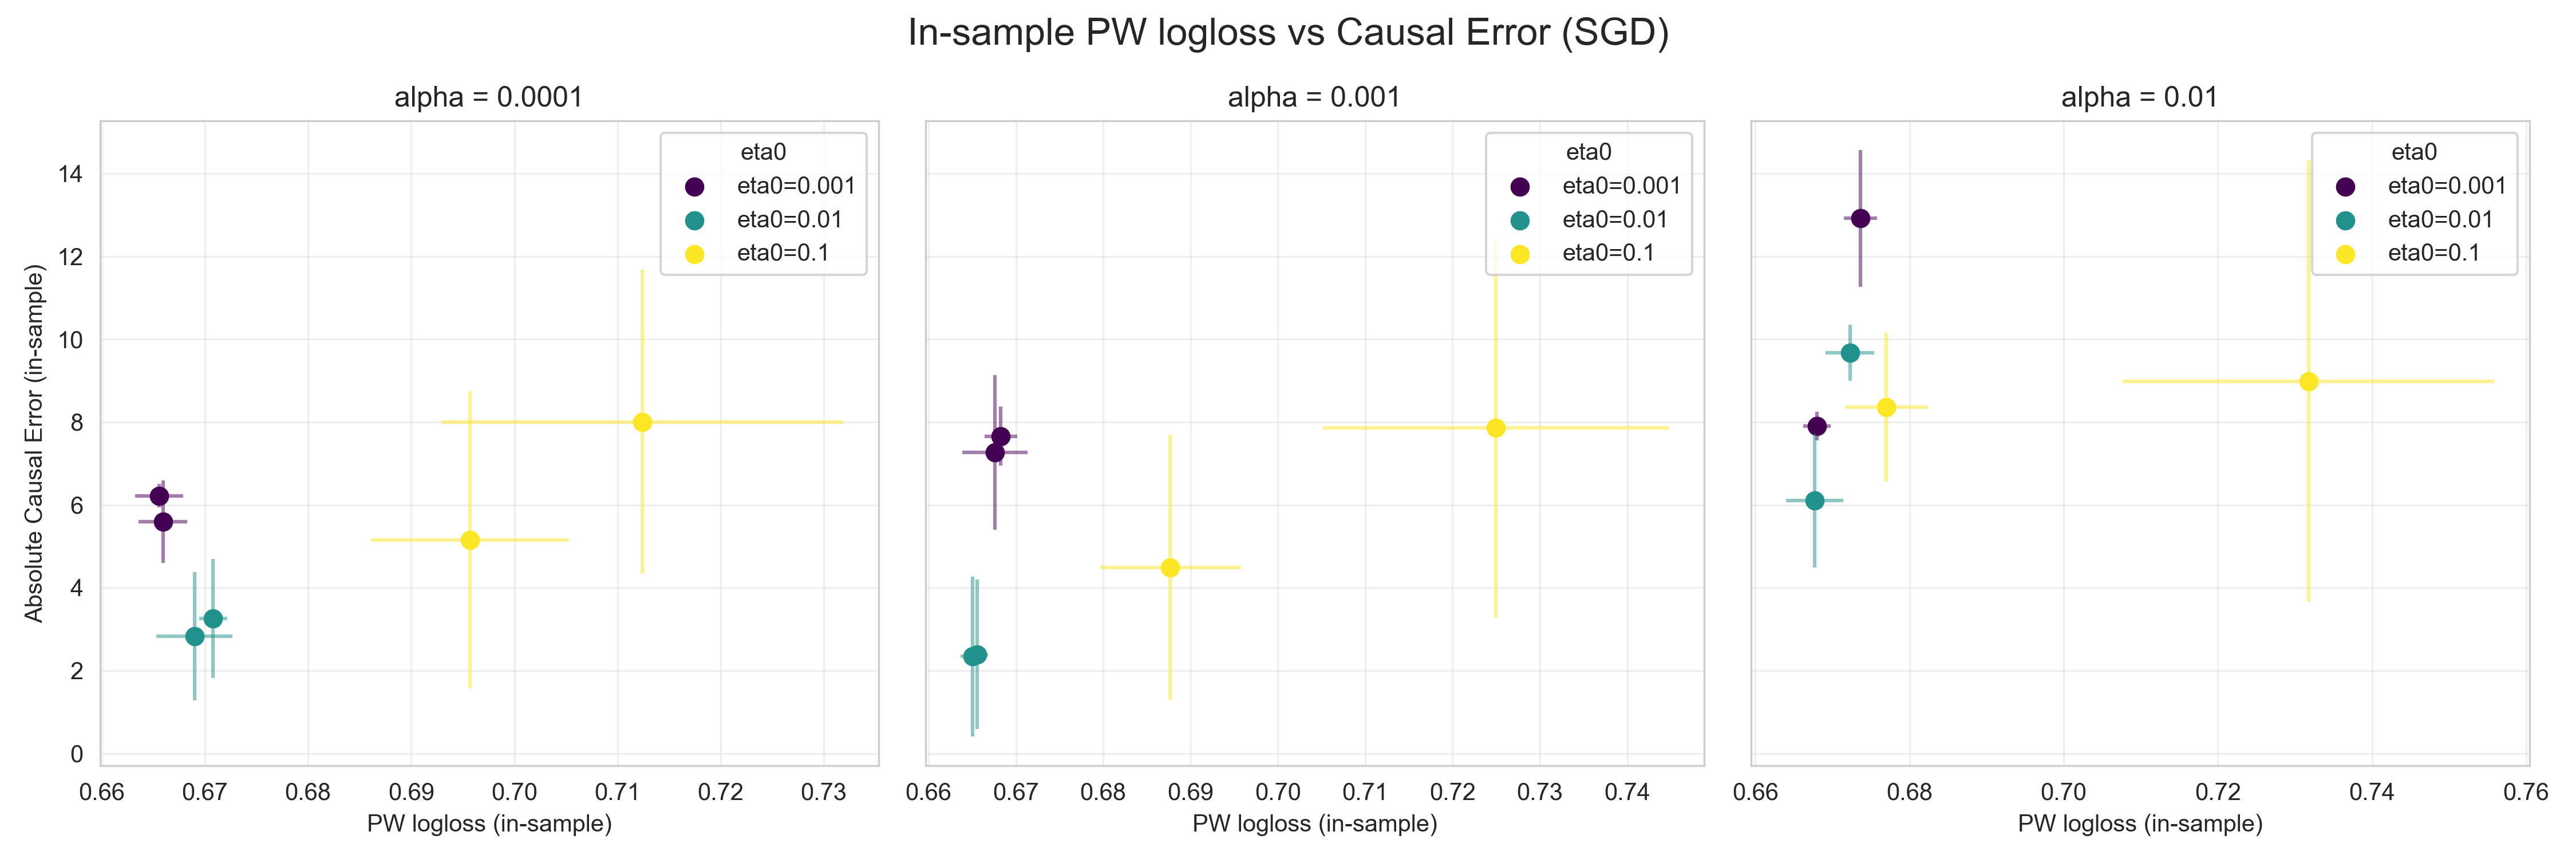 In-sample PW logloss vs Causal Error (SGD)
alpha = 0.0001
alpha = 0.001
alpha = 0.01
Absolute Causal Error (in-sample)
14
12
10
8
6
4
2
0
eta0
eta0=0.001
eta0=0.01
eta0=0.1
0.66 0.67 0.68 0.69 0.70 0.71 0.72 0.73
PW logloss (in-sample)
eta0
eta0=0.001
eta0=0.01
eta0=0.1
0.66 0.67 0.68 0.69 0.70 0.71 0.72 0.73 0.74
PW logloss (in-sample)
eta0
eta0=0.001
eta0=0.01
eta0=0.1
0.66 0.68 0.70 0.72 0.74 0.76
PW logloss (in-sample)